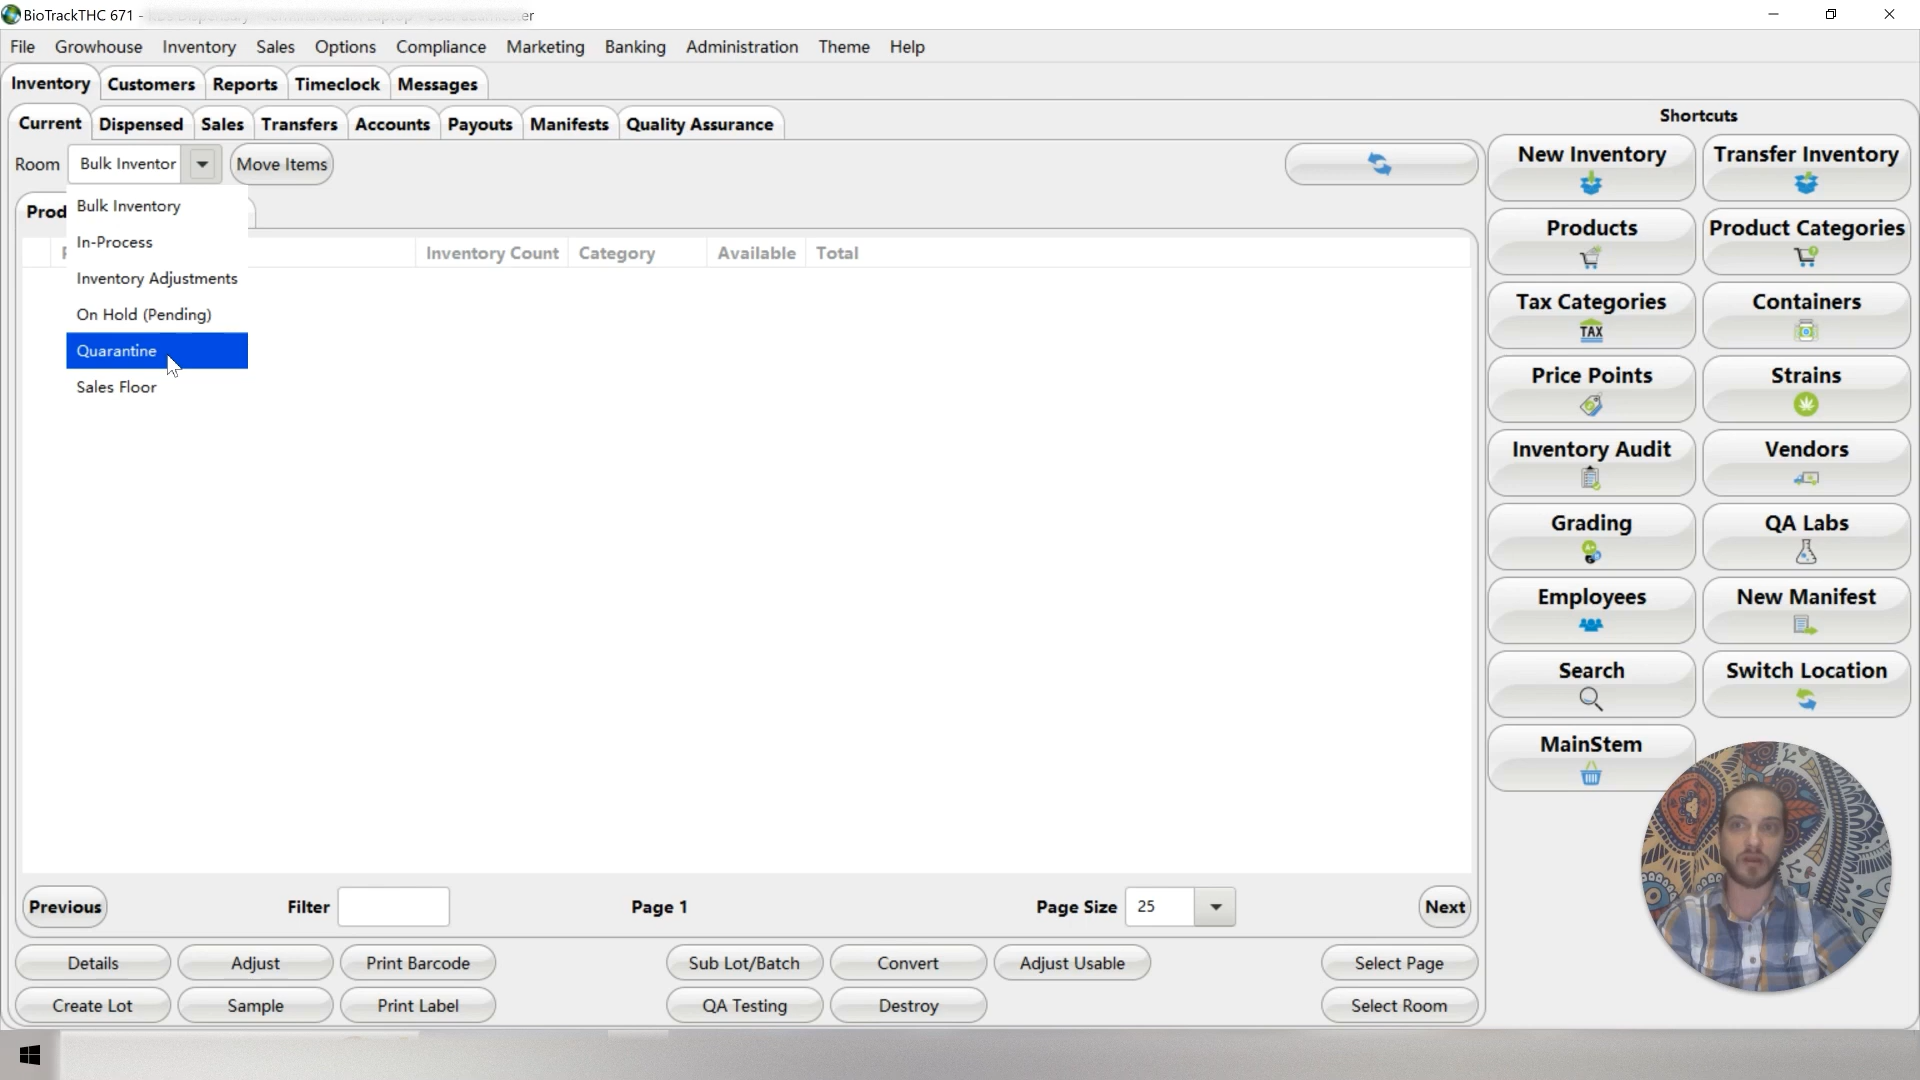 BioTrackTHC 671 -
File Growhouse Inventory Sales Options Compliance Marketing Banking Administration Theme Help
Inventory Customers Reports Timeclock Messages
Current Dispensed Sales Transfers Accounts Payouts Manifests Quality Assurance
Room Bulk Inventor Move Items
Bulk Inventory
In-Process
Inventory Adjustments
On Hold (Pending)
Quarantine
Sales Floor
Prod
Inventory Count Category Available Total
Previous Filter Page 1 Page Size 25 Next
Details Adjust Print Barcode Sub Lot/Batch Convert Adjust Usable Select Page
Create Lot Sample Print Label QA Testing Destroy Select Room
Shortcuts
New Inventory Transfer Inventory
Products Product Categories
Tax Categories Containers
TAX
Price Points Strains
Inventory Audit Vendors
Grading QA Labs
Employees New Manifest
Search Switch Location
MainStem